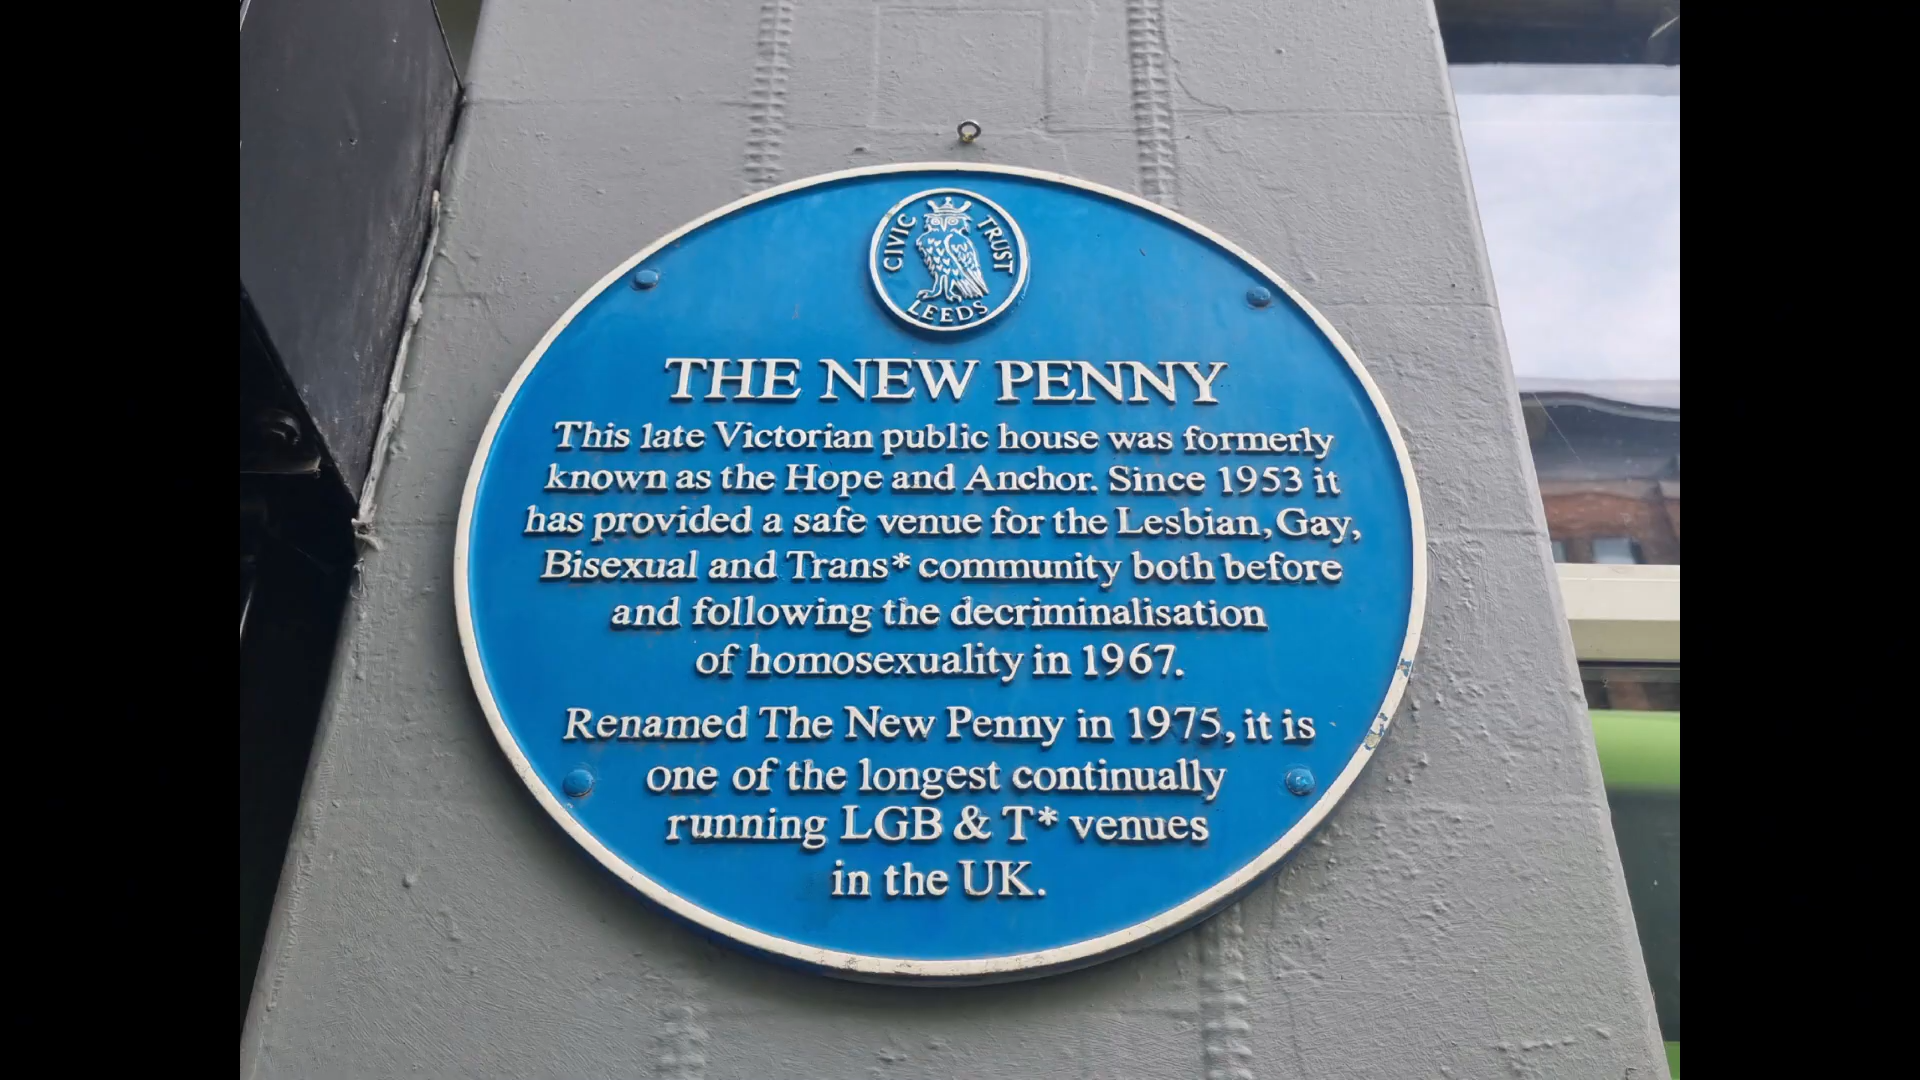 CIVIC TRUST
LEEDS
THE NEW PENNY
This late Victorian public house was formerly
known as the Hope and Anchor. Since 1953 it
has provided a safe venue for the Lesbian, Gay,
Bisexual and Trans* community both before
and following the decriminalisation
of homosexuality in 1967.
Renamed The New Penny in 1975, it is
one of the longest continually
running LGB & T* venues
in the UK.